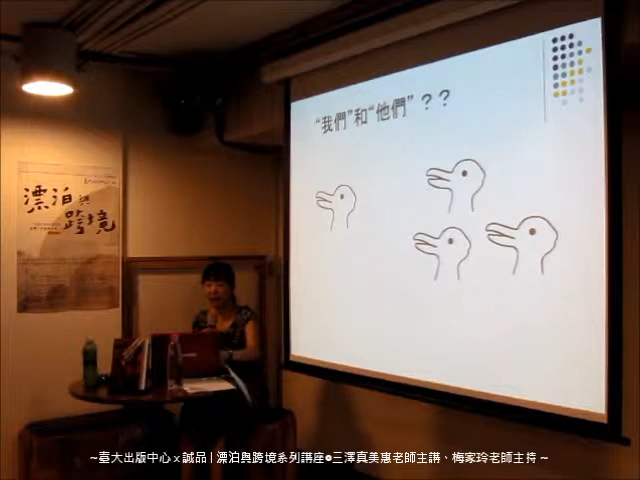 “我們”和“他們”？？
漂泊與
跨境
~臺大出版中心 x 誠品 | 漂泊與跨境系列講座●三澤真美惠老師主講、梅家玲老師主持 ~